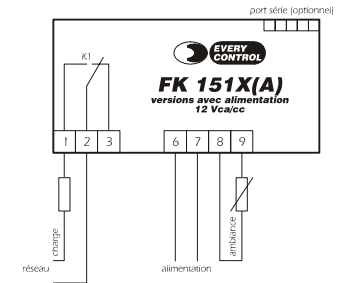 port série (optionnel)
K1
EVERY
CONTROL
FK 151X(A)
versions avec alimentation
12 Vca/cc
1 2 3 6 7 8 9
charge
ambiance
réseau
alimentation